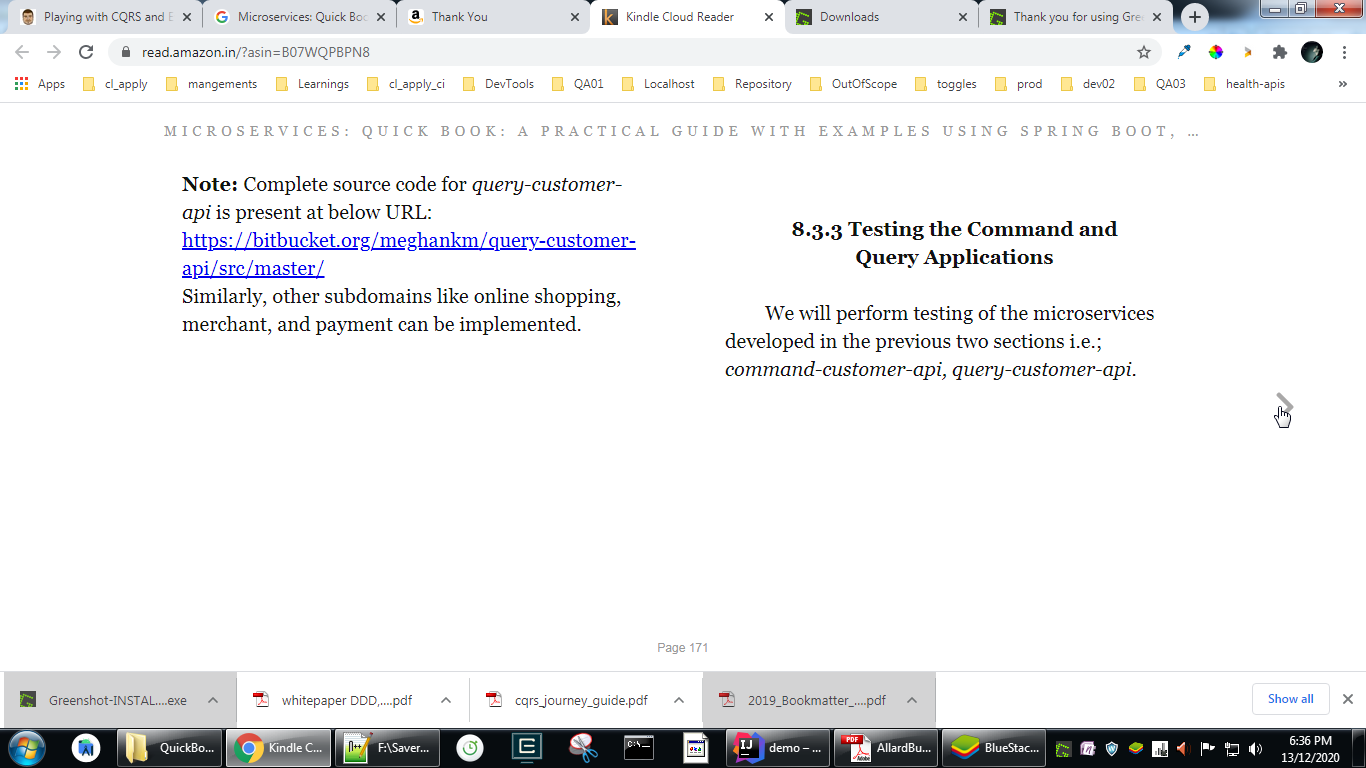 Playing with CQRS and E
Microservices: Quick Boo
Thank You
Kindle Cloud Reader
Downloads
Thank you for using Gre
read.amazon.in/?asin=B07WQPBPN8
Apps
cl_apply
mangements
Learnings
cl_apply_ci
DevTools
QA01
Localhost
Repository
OutOfScope
toggles
prod
dev02
QA03
health-apis
»
MICROSERVICES: QUICK BOOK: A PRACTICAL GUIDE WITH EXAMPLES USING SPRING BOOT, …
Note: Complete source code for query-customer-
api is present at below URL:
https://bitbucket.org/meghankm/query-customer-
api/src/master/
Similarly, other subdomains like online shopping,
merchant, and payment can be implemented.
8.3.3 Testing the Command and
Query Applications
We will perform testing of the microservices
developed in the previous two sections i.e.;
command-customer-api, query-customer-api.
Page 171
Greenshot-INSTAL....exe
whitepaper DDD,....pdf
cqrs_journey_guide.pdf
2019_Bookmatter_....pdf
Show all
QuickBo...
Kindle C...
F:\Saver...
demo – ...
AllardBu...
BlueStac...
6:36 PM
13/12/2020